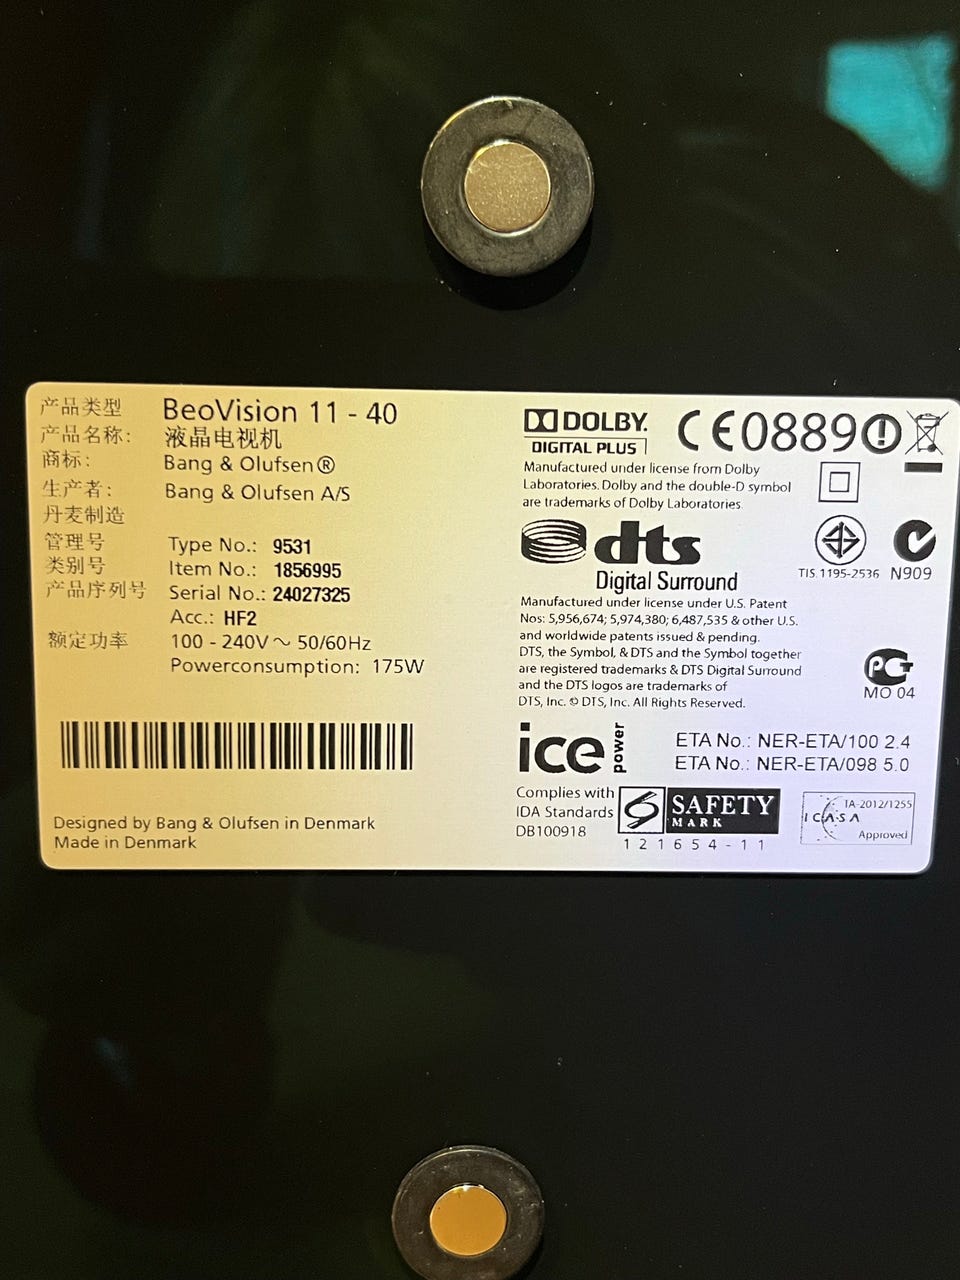 产品类型 BeoVision 11 - 40
产品名称: 液晶电视机
商标: Bang & Olufsen®
生产者: Bang & Olufsen A/S
丹麦制造
管理号 Type No.: 9531
类别号 Item No.: 1856995
产品序列号 Serial No.: 24027325
Acc.: HF2
额定功率 100 - 240V ~ 50/60Hz
Powerconsumption: 175W
Designed by Bang & Olufsen in Denmark
Made in Denmark
DOLBY.
DIGITAL PLUS
Manufactured under license from Dolby
Laboratories. Dolby and the double-D symbol
are trademarks of Dolby Laboratories.
CE0889
dts
Digital Surround
TIS.1195-2536 N909
Manufactured under license under U.S. Patent
Nos: 5,956,674; 5,974,380; 6,487,535 & other U.S.
and worldwide patents issued & pending.
DTS, the Symbol, & DTS and the Symbol together
are registered trademarks & DTS Digital Surround
and the DTS logos are trademarks of
DTS, Inc. © DTS, Inc. All Rights Reserved.
PCT
MO 04
ice power
ETA No.: NER-ETA/100 2.4
ETA No.: NER-ETA/098 5.0
Complies with
IDA Standards
DB100918
SAFETY
MARK
121654-11
TA-2012/1255
ICASA
Approved